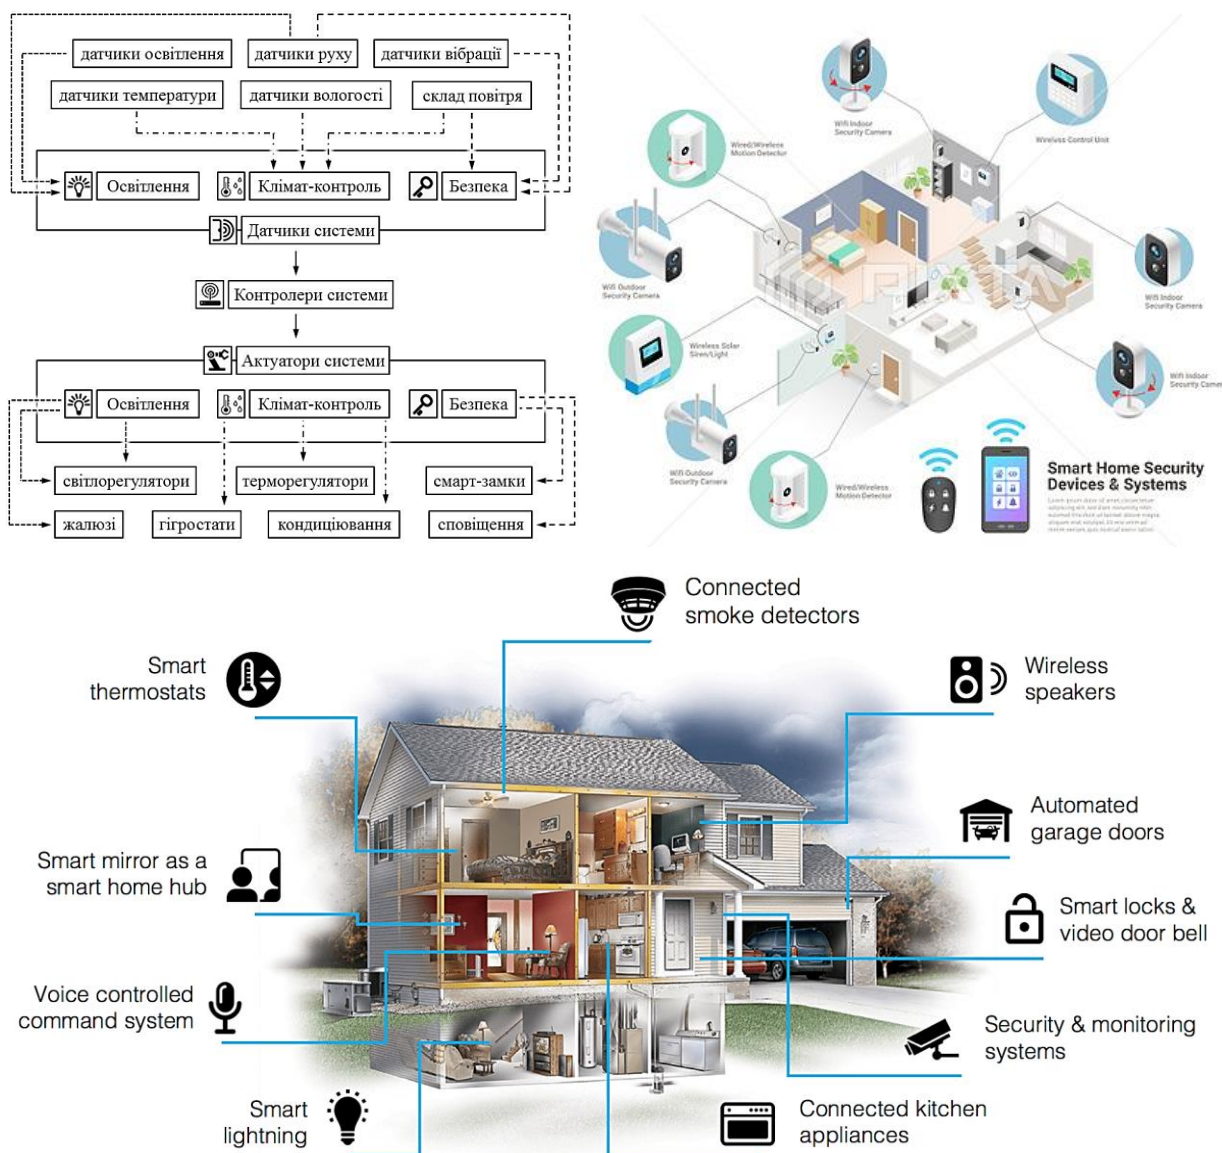 датчики освітлення
датчики руху
датчики вібрації
датчики температури
датчики вологості
склад повітря
Освітлення
Клімат-контроль
Безпека
Датчики системи
Контролери системи
Актуатори системи
Освітлення
Клімат-контроль
Безпека
світлорегулятори
терморегулятори
смарт-замки
жалюзі
гігростати
кондиціювання
сповіщення
Wifi Indoor
Security Camera
Wireless Control Unit
Wired/Wireless
Motion Detector
Wifi Outdoor
Security Camera
Wifi Indoor
Security Camera
Wireless Solar
Siren/Light
Wifi Indoor
Security Camer
Wifi Outdoor
Security Camera
Wired/Wireless
Motion Detector
PIXTA
Smart Home Security
Devices & Systems
Connected
smoke detectors
Smart
thermostats
Wireless
speakers
Automated
garage doors
Smart mirror as a
smart home hub
Smart locks &
video door bell
Voice controlled
command system
Security & monitoring
systems
Smart
lightning
Connected kitchen
appliances